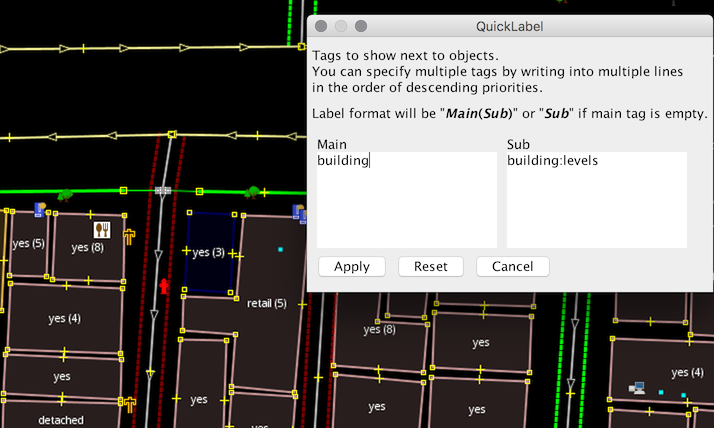 QuickLabel
Tags to show next to objects.
You can specify multiple tags by writing into multiple lines
in the order of descending priorities.
Label format will be "Main(Sub)" or "Sub" if main tag is empty.
Main
Sub
building
building:levels
Apply
Reset
Cancel
yes (5)
yes (8)
yes (3)
retail (5)
yes (4)
yes (8)
yes
yes
yes (4)
yes
yes
yes
yes
detached